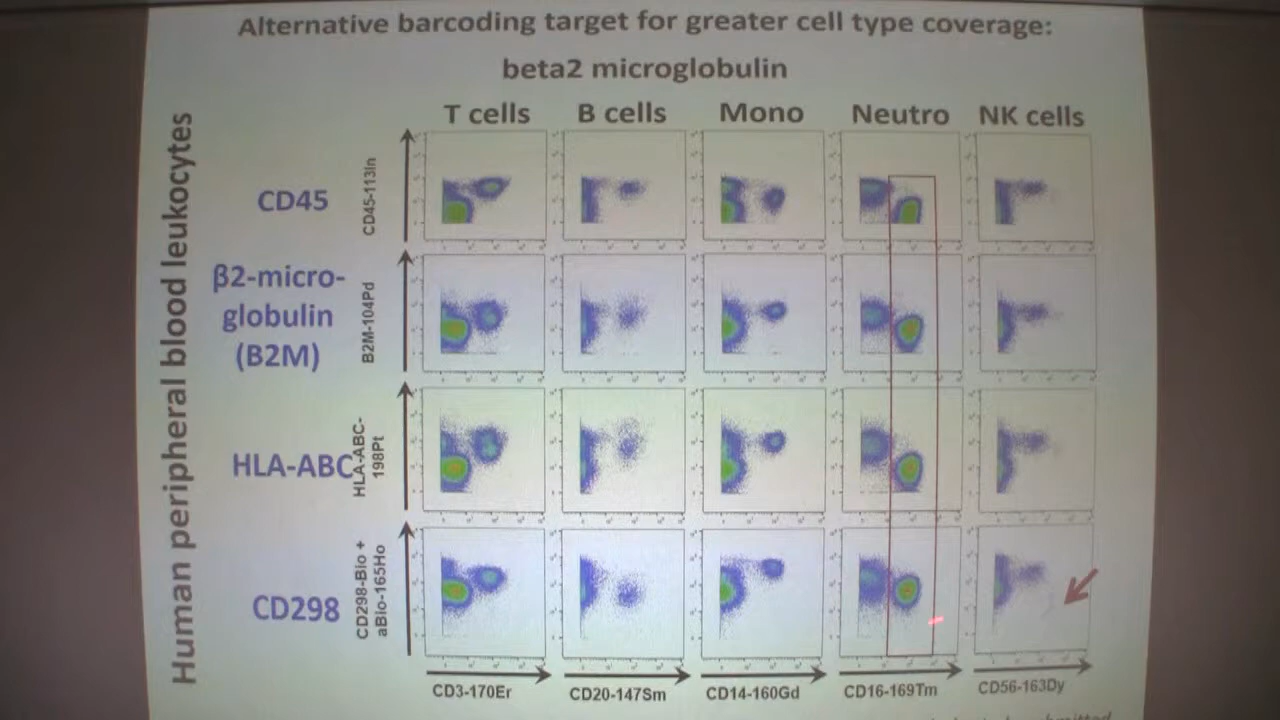 Alternative barcoding target for greater cell type coverage:
beta2 microglobulin
T cells B cells Mono Neutro NK cells
Human peripheral blood leukocytes
CD45
CD45-113In
β2-micro-
globulin
(B2M)
B2M-104Pd
HLA-ABC
HLA-ABC-
198Pt
CD298
CD298-Bio +
aBio-165Ho
CD3-170Er CD20-147Sm CD14-160Gd CD16-169Tm CD56-163Dy
submitted